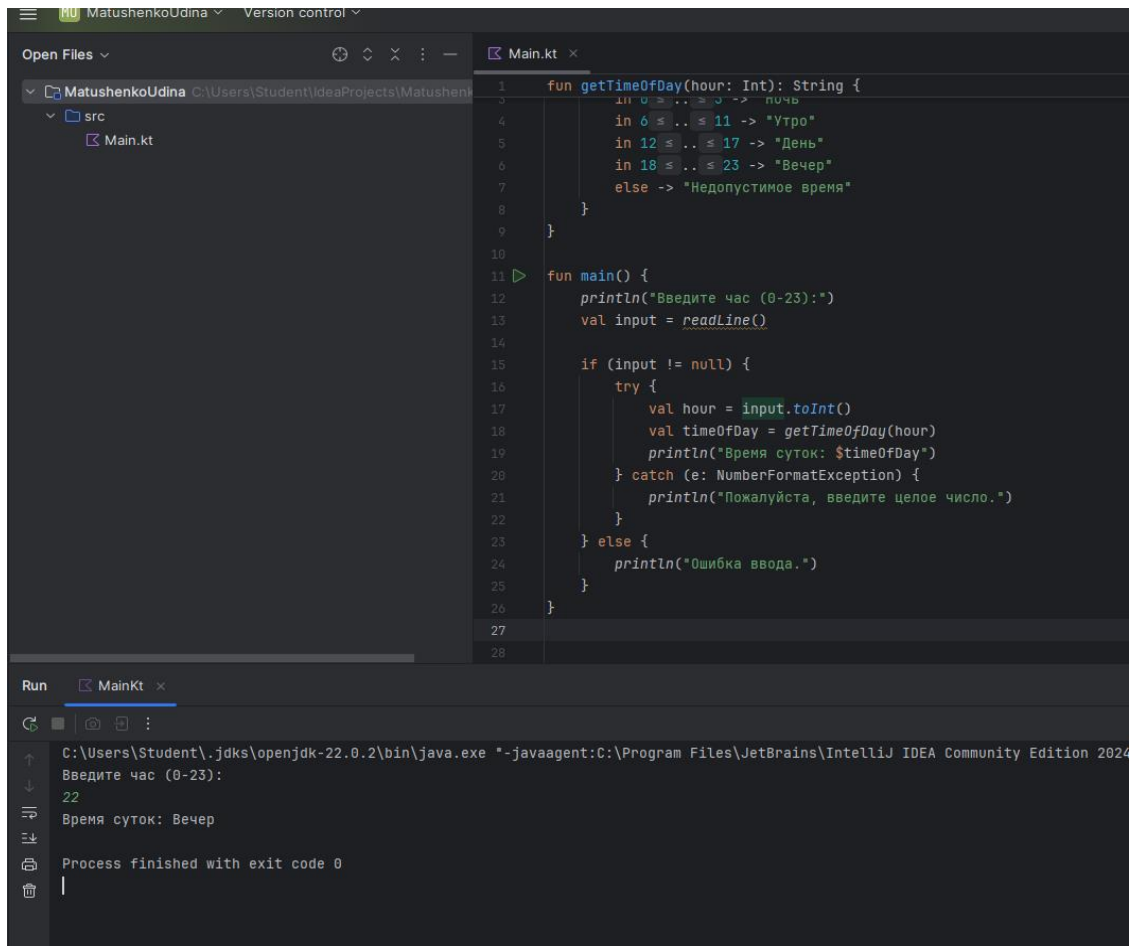 MU MatushenkoUdina Version control
Open Files
MatushenkoUdina C:\Users\Student\IdeaProjects\Matushenk
src
Main.kt
Main.kt
1 fun getTimeOfDay(hour: Int): String {
3 in 0 ≤ .. ≤ 5 -> "Ночь"
4 in 6 ≤ .. ≤ 11 -> "Утро"
5 in 12 ≤ .. ≤ 17 -> "День"
6 in 18 ≤ .. ≤ 23 -> "Вечер"
7 else -> "Недопустимое время"
8 }
9 }
10
11 fun main() {
12 println("Введите час (0-23):")
13 val input = readLine()
14
15 if (input != null) {
16 try {
17 val hour = input.toInt()
18 val timeOfDay = getTimeOfDay(hour)
19 println("Время суток: $timeOfDay")
20 } catch (e: NumberFormatException) {
21 println("Пожалуйста, введите целое число.")
22 }
23 } else {
24 println("Ошибка ввода.")
25 }
26 }
27
28
Run MainKt
C:\Users\Student\.jdks\openjdk-22.0.2\bin\java.exe "-javaagent:C:\Program Files\JetBrains\IntelliJ IDEA Community Edition 2024
Введите час (0-23):
22
Время суток: Вечер
Process finished with exit code 0